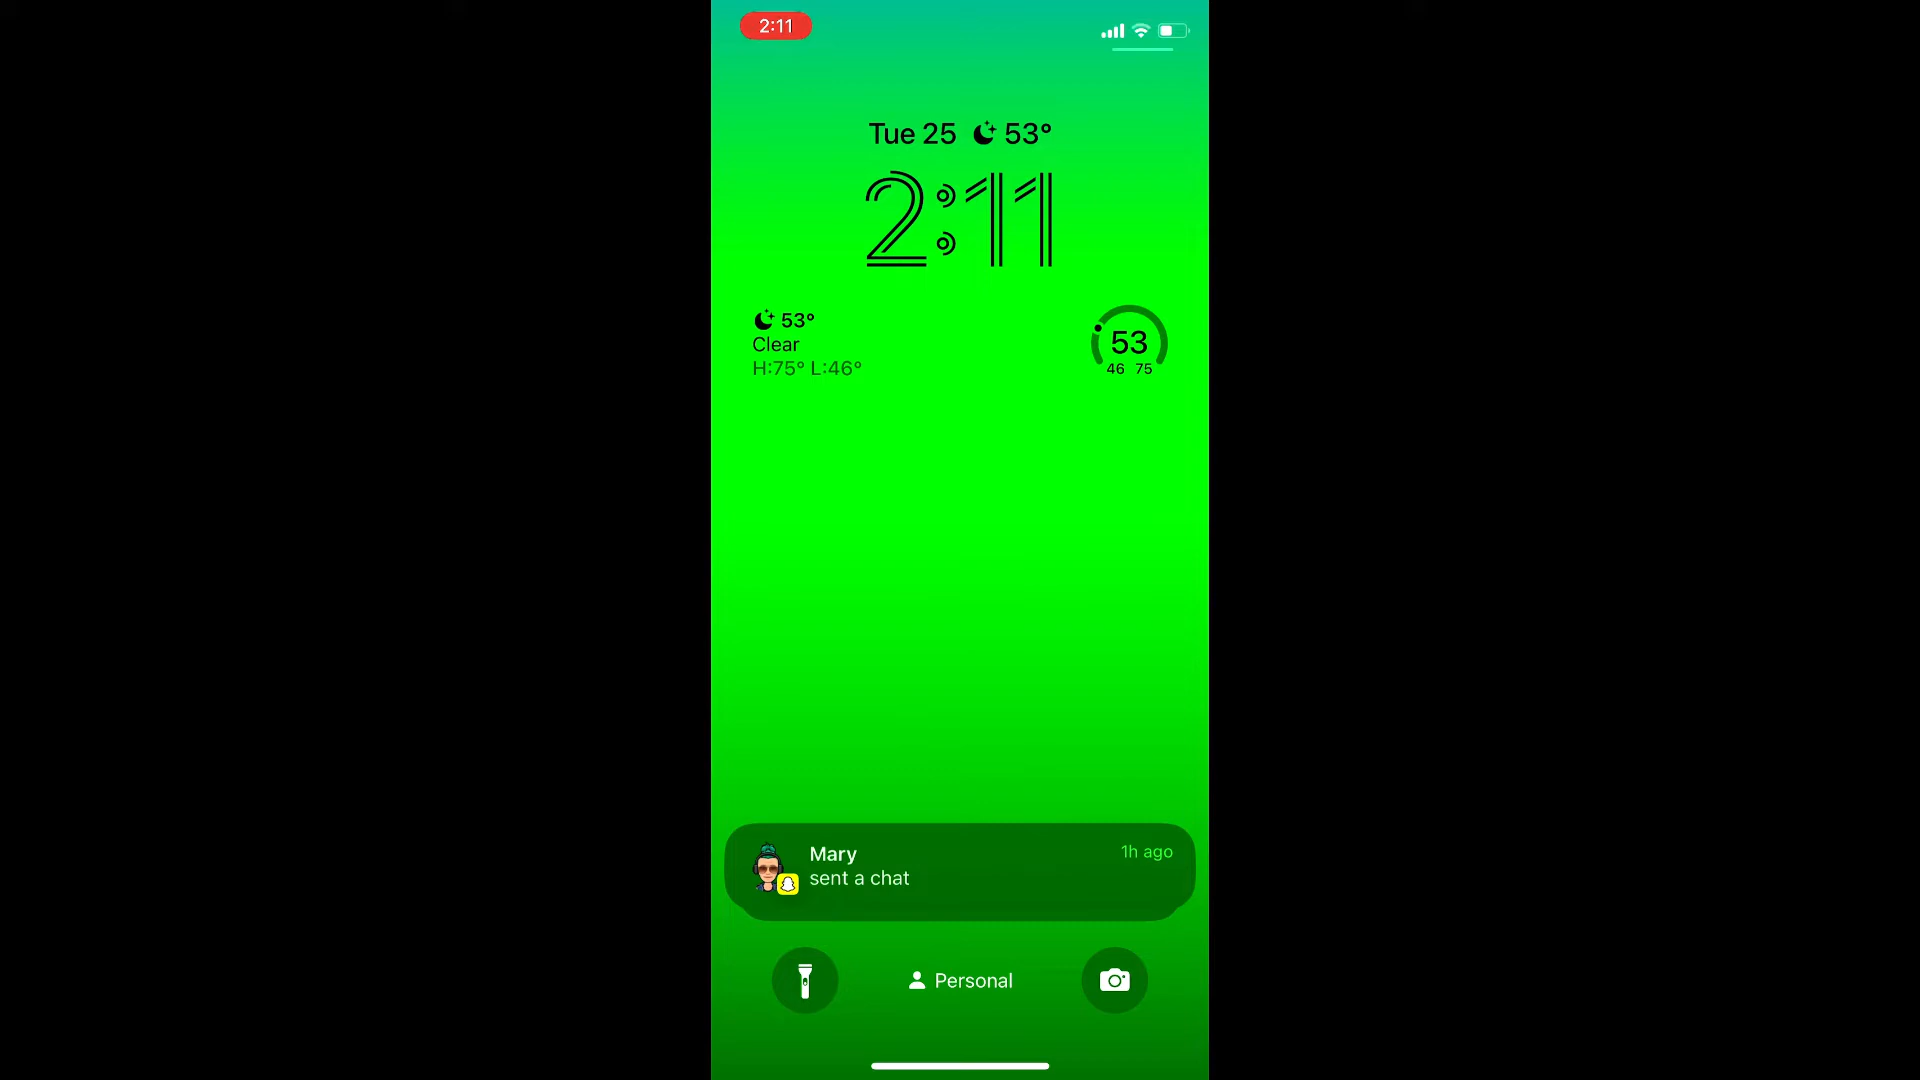 2:11
Tue 25 53°
2:11
53°
Clear
H:75° L:46°
53
46 75
Mary
1h ago
sent a chat
Personal